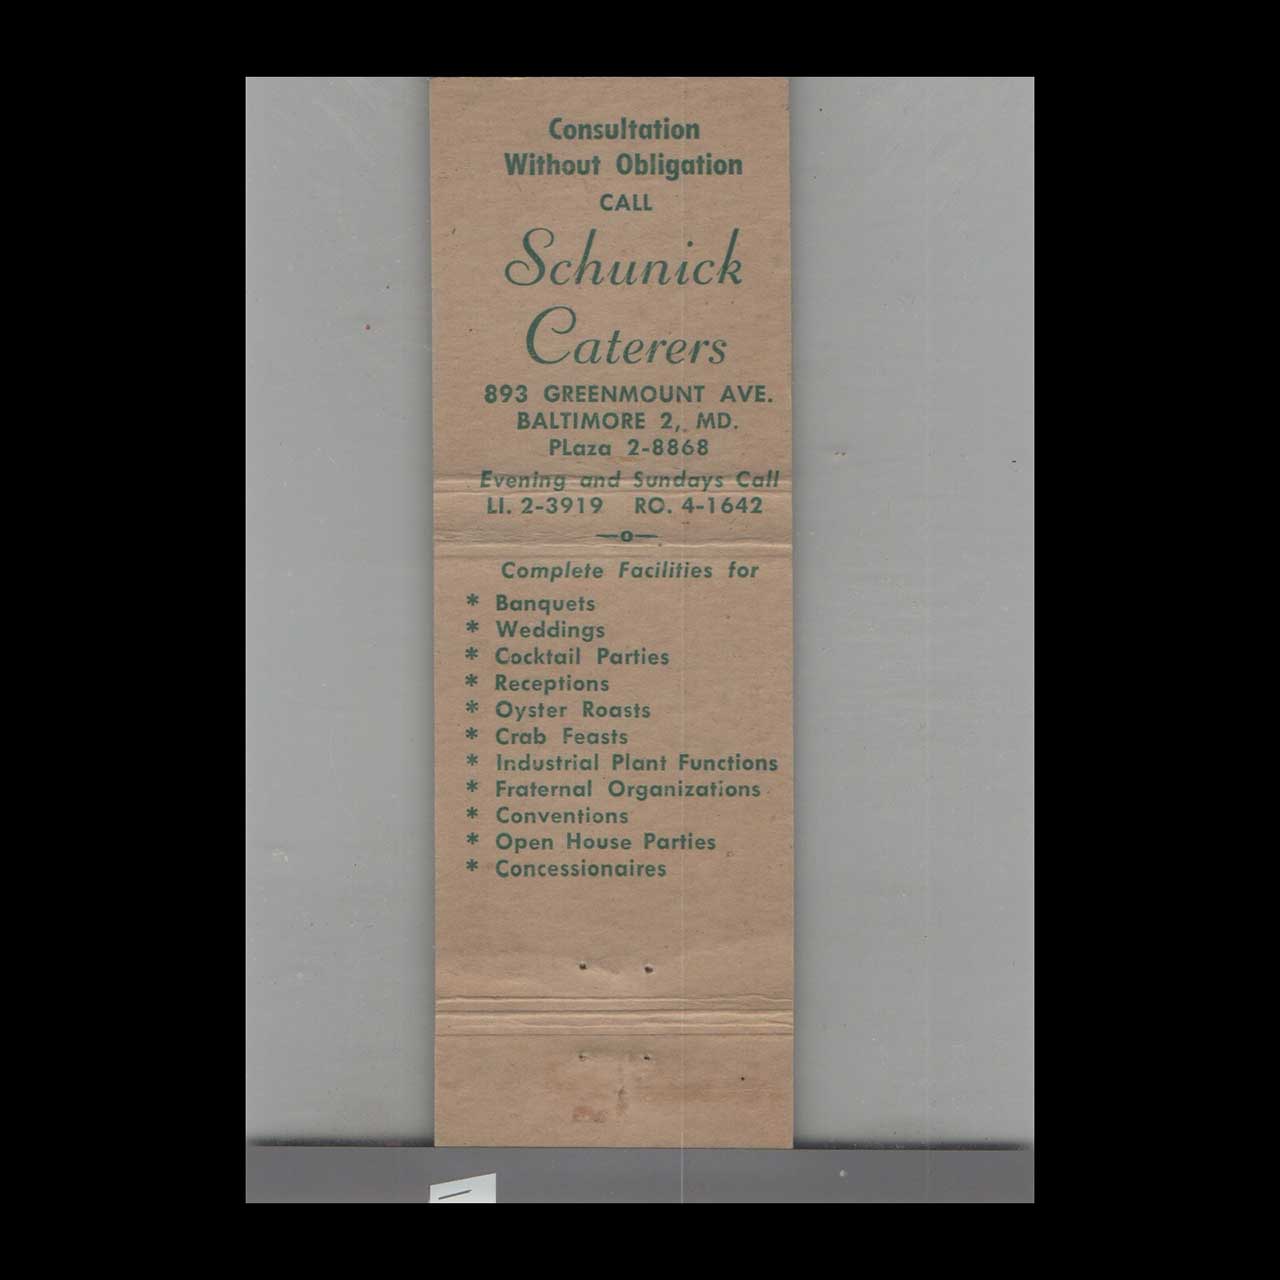 Consultation
Without Obligation
CALL
Schunick
Caterers
893 GREENMOUNT AVE.
BALTIMORE 2, MD.
PLaza 2-8868
Evening and Sundays Call
LI. 2-3919 RO. 4-1642
—o—
Complete Facilities for
* Banquets
* Weddings
* Cocktail Parties
* Receptions
* Oyster Roasts
* Crab Feasts
* Industrial Plant Functions
* Fraternal Organizations
* Conventions
* Open House Parties
* Concessionaires